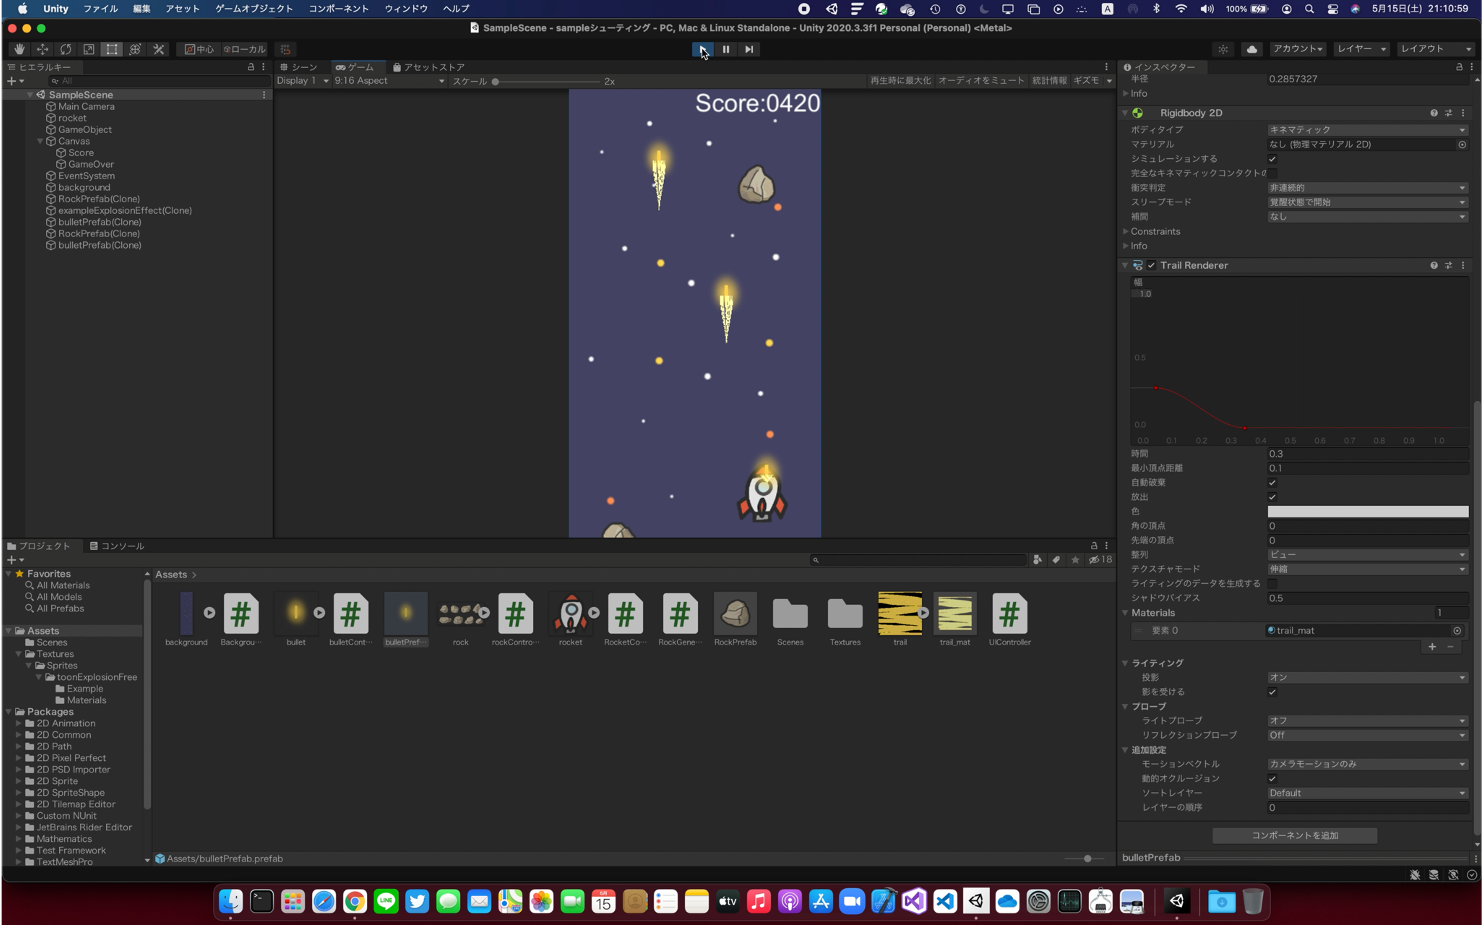 Unity ファイル 編集 アセット ゲームオブジェクト コンポーネント ウィンドウ ヘルプ 100% 5月15日(土) 21:10:59
SampleScene - sampleシューティング - PC, Mac & Linux Standalone - Unity 2020.3.3f1 Personal (Personal) <Metal>
中心 ローカル アカウント レイヤー レイアウト
ヒエラルキー
All
SampleScene
Main Camera
rocket
GameObject
Canvas
Score
GameOver
EventSystem
background
RockPrefab(Clone)
exampleExplosionEffect(Clone)
bulletPrefab(Clone)
RockPrefab(Clone)
bulletPrefab(Clone)
シーン ゲーム アセットストア
Display 1 9:16 Aspect スケール 2x 再生時に最大化 オーディオをミュート 統計情報 ギズモ
Score:0420
インスペクター
半径 0.2857327
Info
Rigidbody 2D
ボディタイプ キネマティック
マテリアル なし (物理マテリアル 2D)
シミュレーションする
完全なキネマティックコンタクトの
衝突判定 非連続的
スリープモード 覚醒状態で開始
補間 なし
Constraints
Info
Trail Renderer
幅
1.0
0.5
0.0
0.0 0.1 0.2 0.3 0.4 0.5 0.6 0.7 0.8 0.9 1.0
時間 0.3
最小頂点距離 0.1
自動破棄
放出
色
角の頂点 0
先端の頂点 0
整列 ビュー
テクスチャモード 伸縮
ライティングのデータを生成する
シャドウバイアス 0.5
Materials 1
要素 0 trail_mat
ライティング
投影 オン
影を受ける
プローブ
ライトプローブ オフ
リフレクションプローブ Off
追加設定
モーションベクトル カメラモーションのみ
動的オクルージョン
ソートレイヤー Default
レイヤーの順序 0
コンポーネントを追加
bulletPrefab
プロジェクト コンソール
18
Favorites
All Materials
All Models
All Prefabs
Assets
Scenes
Textures
Sprites
toonExplosionFree
Example
Materials
Packages
2D Animation
2D Common
2D Path
2D Pixel Perfect
2D PSD Importer
2D Sprite
2D SpriteShape
2D Tilemap Editor
Custom NUnit
JetBrains Rider Editor
Mathematics
Test Framework
TextMeshPro
Assets
background Backgrou··· bullet bulletCont··· bulletPref··· rock rockContro··· rocket RocketCo··· RockGene··· RockPrefab Scenes Textures trail trail_mat UIController
Assets/bulletPrefab.prefab
15
tv